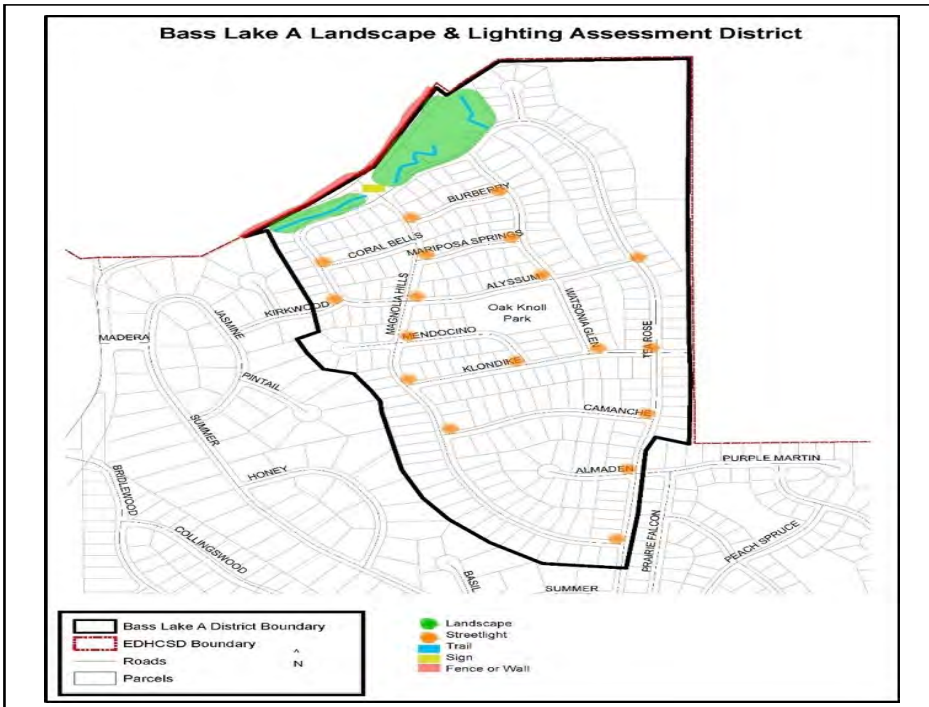 Bass Lake A Landscape & Lighting Assessment District
BURBERRY
CORAL BELLS
MARIPOSA SPRINGS
ALYSSUM
MAGNOLIA HILLS
KIRKWOOD
Oak Knoll
Park
WATSONIA GLEN
JASMINE
MADERA
MENDOCINO
TEA ROSE
KLONDIKE
PINTAIL
CAMANCHE
SUMMER
PURPLE MARTIN
ALMADEN
HONEY
BRIDLEWOOD
COLLINGSWOOD
PRAIRIE FALCON
PEACH SPRUCE
BASIL
SUMMER
Bass Lake A District Boundary
EDHCSD Boundary
Roads
Parcels
^
N
Landscape
Streetlight
Trail
Sign
Fence or Wall